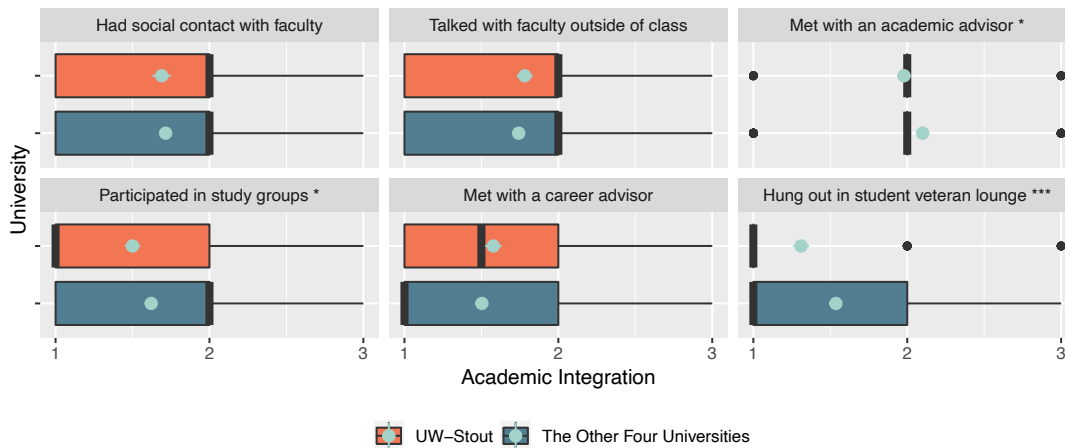 Had social contact with faculty
Talked with faculty outside of class
Met with an academic advisor *
Participated in study groups *
Met with a career advisor
Hung out in student veteran lounge ***
University
1 2 3 1 2 3 1 2 3
Academic Integration
UW−Stout The Other Four Universities